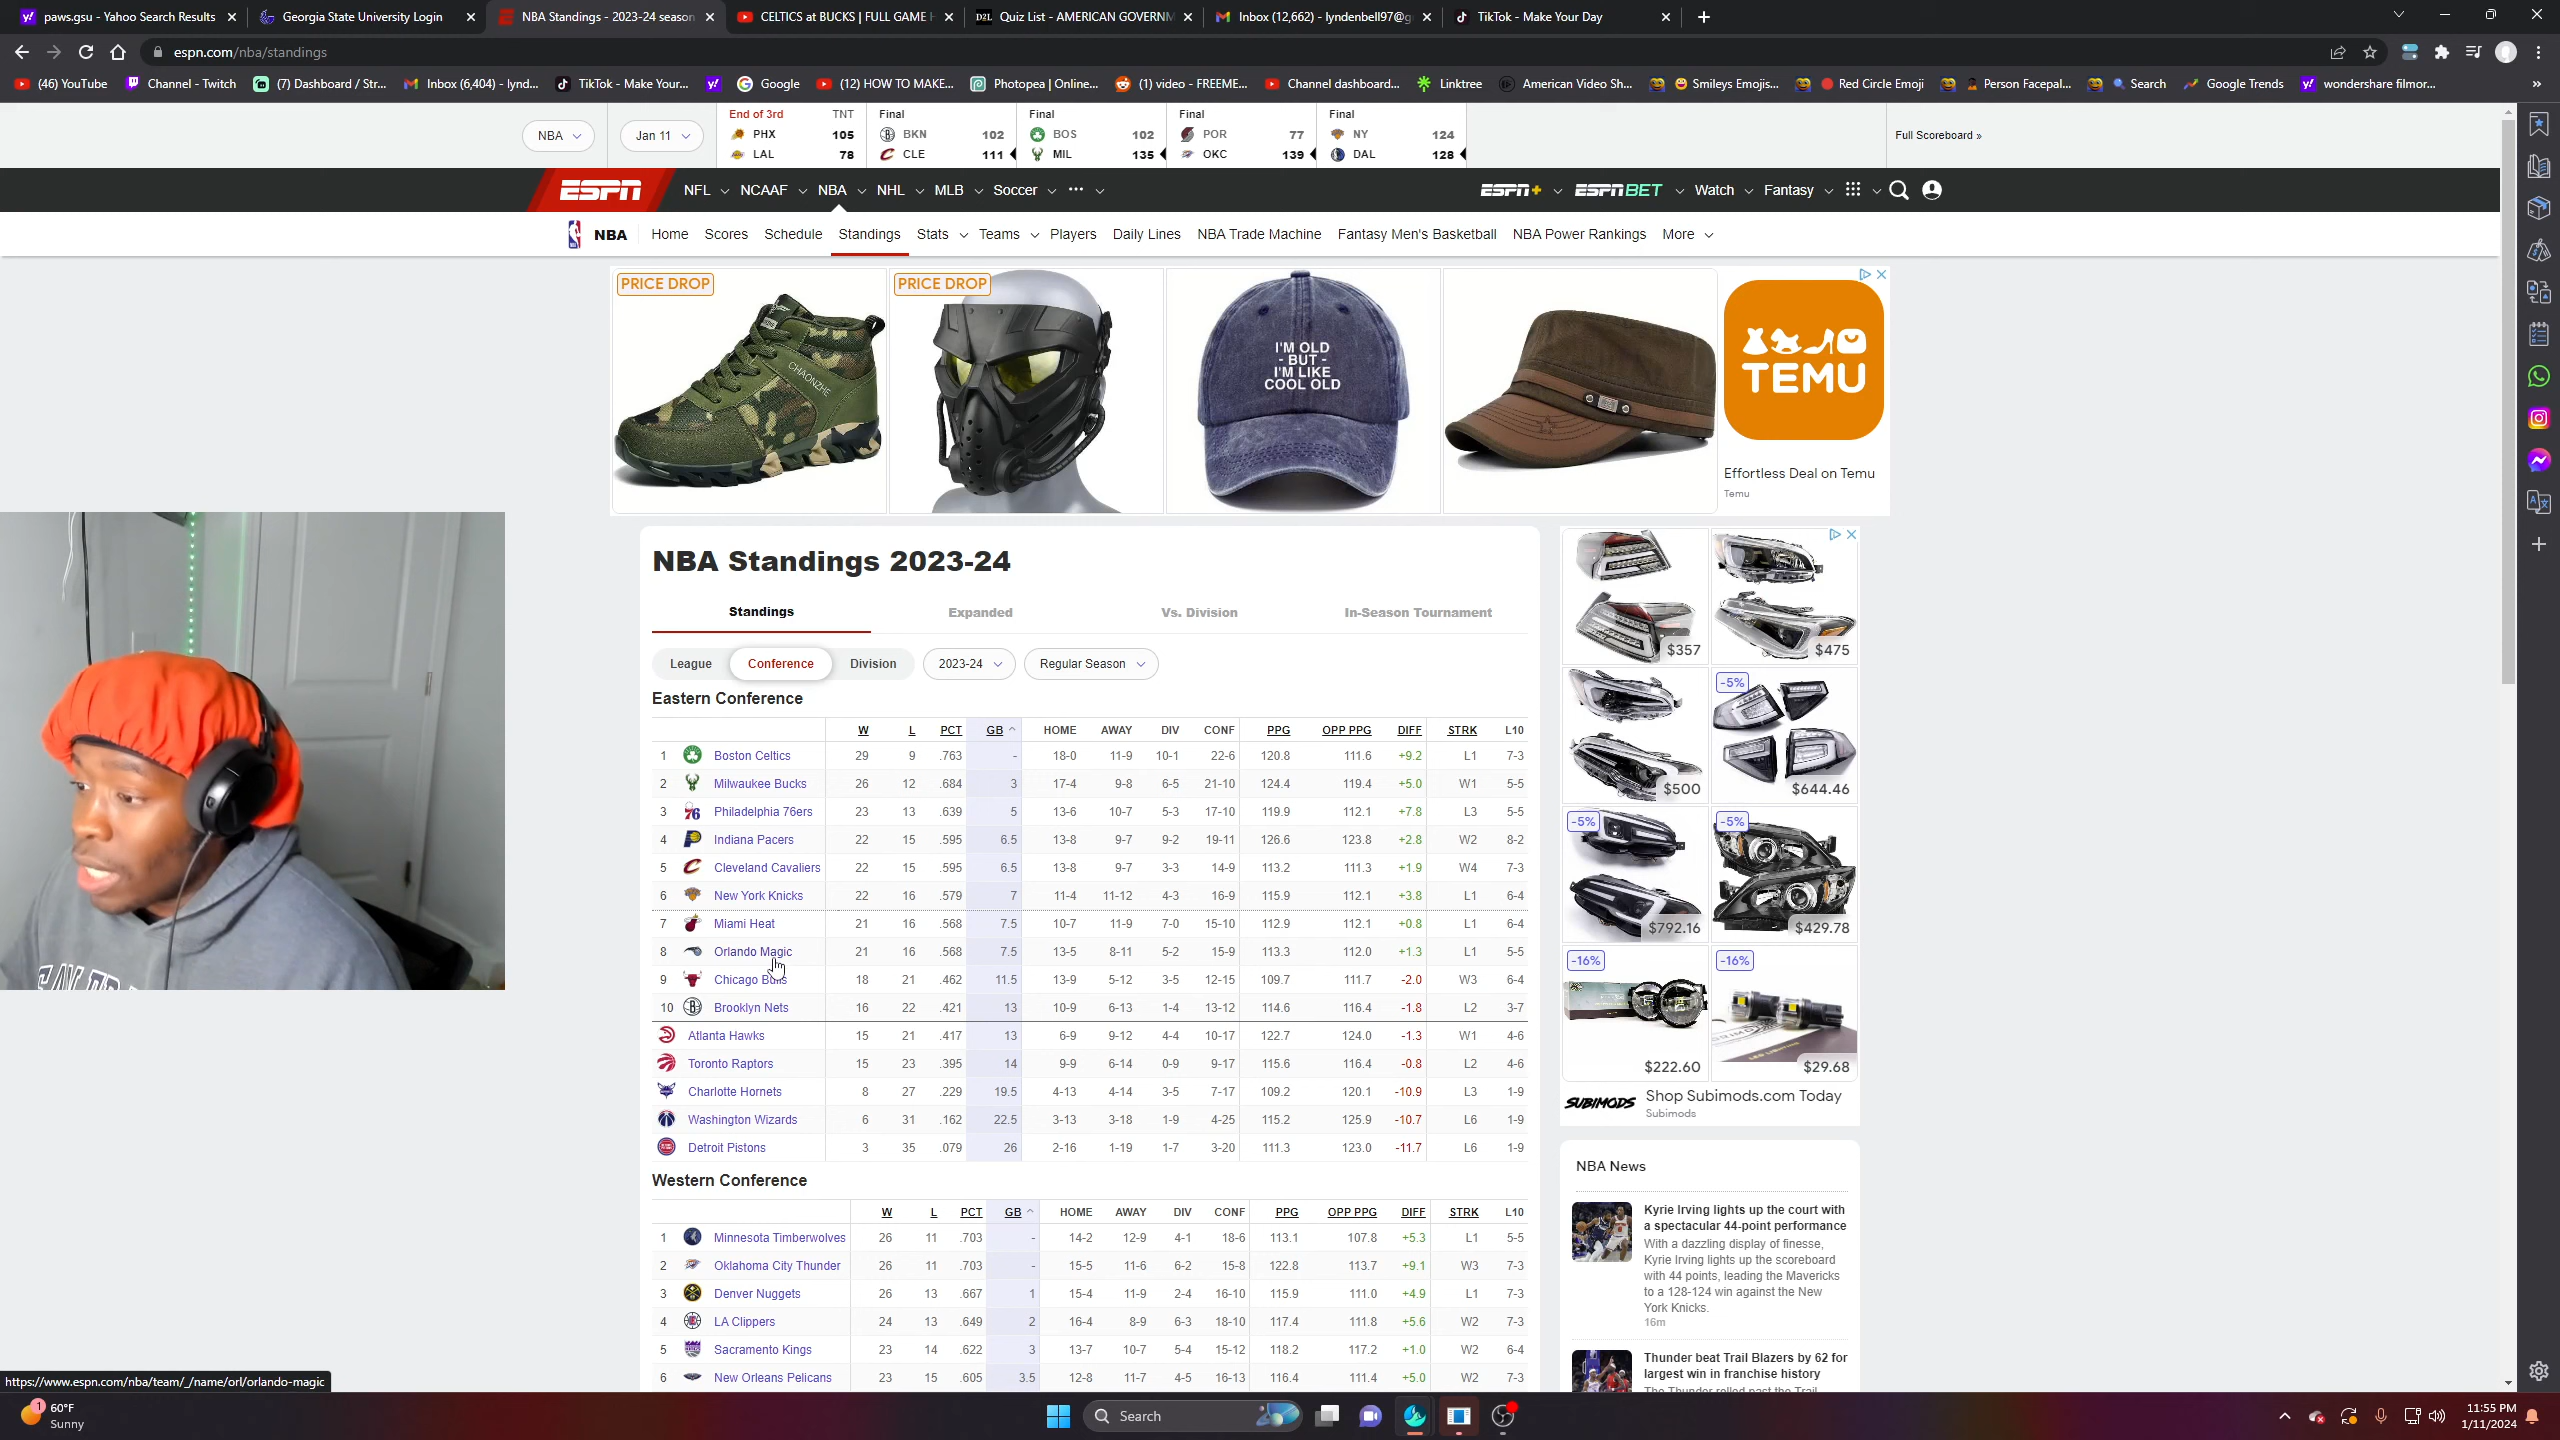 paws.gsu - Yahoo Search Results
Georgia State University Login
NBA Standings - 2023-24 season
CELTICS at BUCKS | FULL GAME H
Quiz List - AMERICAN GOVERNM
Inbox (12,662) - lyndenbell97@g
TikTok - Make Your Day
espn.com/nba/standings
(46) YouTube
Channel - Twitch
(7) Dashboard / Str...
Inbox (6,404) - lynd...
TikTok - Make Your...
Google
(12) HOW TO MAKE...
Photopea | Online...
(1) video - FREEME...
Channel dashboard...
Linktree
American Video Sh...
Smileys Emojis...
Red Circle Emoji
Person Facepal...
Search
Google Trends
wondershare filmor...
NBA
Jan 11
End of 3rd TNT
PHX 105
LAL 78
Final
BKN 102
CLE 111
Final
BOS 102
MIL 135
Final
POR 77
OKC 139
Final
NY 124
DAL 128
Full Scoreboard »
ESPN NFL NCAAF NBA NHL MLB Soccer ESPN+ ESPN BET Watch Fantasy
NBA Home Scores Schedule Standings Stats Teams Players Daily Lines NBA Trade Machine Fantasy Men's Basketball NBA Power Rankings More
PRICE DROP
CHAONZHE
PRICE DROP
I'M OLD
- BUT -
I'M LIKE
COOL OLD
TEMU
Effortless Deal on Temu
Temu
NBA Standings 2023-24
Standings Expanded Vs. Division In-Season Tournament
League Conference Division 2023-24 Regular Season
Eastern Conference
W L PCT GB HOME AWAY DIV CONF PPG OPP PPG DIFF STRK L10
1 Boston Celtics 29 9 .763 - 18-0 11-9 10-1 22-6 120.8 111.6 +9.2 L1 7-3
2 Milwaukee Bucks 26 12 .684 3 17-4 9-8 6-5 21-10 124.4 119.4 +5.0 W1 5-5
3 Philadelphia 76ers 23 13 .639 5 13-6 10-7 5-3 17-10 119.9 112.1 +7.8 L3 5-5
4 Indiana Pacers 22 15 .595 6.5 13-8 9-7 9-2 19-11 126.6 123.8 +2.8 W2 8-2
5 Cleveland Cavaliers 22 15 .595 6.5 13-8 9-7 3-3 14-9 113.2 111.3 +1.9 W4 7-3
6 New York Knicks 22 16 .579 7 11-4 11-12 4-3 16-9 115.9 112.1 +3.8 L1 6-4
7 Miami Heat 21 16 .568 7.5 10-7 11-9 7-0 15-10 112.9 112.1 +0.8 L1 6-4
8 Orlando Magic 21 16 .568 7.5 13-5 8-11 5-2 15-9 113.3 112.0 +1.3 L1 5-5
9 Chicago Bulls 18 21 .462 11.5 13-9 5-12 3-5 12-15 109.7 111.7 -2.0 W3 6-4
10 Brooklyn Nets 16 22 .421 13 10-9 6-13 1-4 13-12 114.6 116.4 -1.8 L2 3-7
Atlanta Hawks 15 21 .417 13 6-9 9-12 4-4 10-17 122.7 124.0 -1.3 W1 4-6
Toronto Raptors 15 23 .395 14 9-9 6-14 0-9 9-17 115.6 116.4 -0.8 L2 4-6
Charlotte Hornets 8 27 .229 19.5 4-13 4-14 3-5 7-17 109.2 120.1 -10.9 L3 1-9
Washington Wizards 6 31 .162 22.5 3-13 3-18 1-9 4-25 115.2 125.9 -10.7 L6 1-9
Detroit Pistons 3 35 .079 26 2-16 1-19 1-7 3-20 111.3 123.0 -11.7 L6 1-9
Western Conference
W L PCT GB HOME AWAY DIV CONF PPG OPP PPG DIFF STRK L10
1 Minnesota Timberwolves 26 11 .703 - 14-2 12-9 4-1 18-6 113.1 107.8 +5.3 L1 5-5
2 Oklahoma City Thunder 26 11 .703 - 15-5 11-6 6-2 15-8 122.8 113.7 +9.1 W3 7-3
3 Denver Nuggets 26 13 .667 1 15-4 11-9 2-4 16-10 115.9 111.0 +4.9 L1 7-3
4 LA Clippers 24 13 .649 2 16-4 8-9 6-3 18-10 117.4 111.8 +5.6 W2 7-3
5 Sacramento Kings 23 14 .622 3 13-7 10-7 5-4 15-12 118.2 117.2 +1.0 W2 6-4
6 New Orleans Pelicans 23 15 .605 3.5 12-8 11-7 4-5 16-13 116.4 111.4 +5.0 W2 7-3
$357
$475
$500
-5%
$644.46
-5%
$792.16
-5%
$429.78
-16%
$222.60
-16%
$29.68
SUBIMODS
Shop Subimods.com Today
Subimods
NBA News
Kyrie Irving lights up the court with
a spectacular 44-point performance
With a dazzling display of finesse,
Kyrie Irving lights up the scoreboard
with 44 points, leading the Mavericks
to a 128-124 win against the New
York Knicks.
16m
Thunder beat Trail Blazers by 62 for
largest win in franchise history
The Thunder rolled past the Trail
https://www.espn.com/nba/team/_/name/orl/orlando-magic
1
60°F
Sunny
Search
11:55 PM
1/11/2024